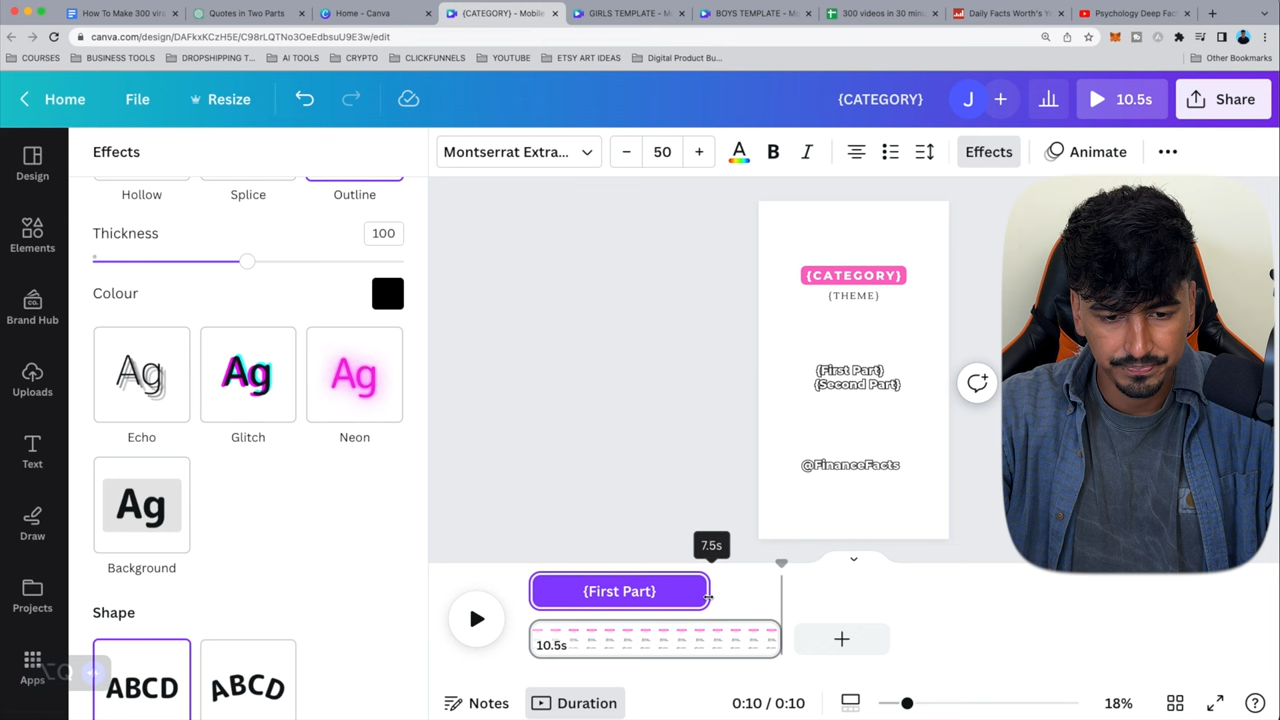 How To Make 300 vira
Quotes in Two Parts
Home - Canva
{CATEGORY} - Mobile
GIRLS TEMPLATE - M
BOYS TEMPLATE - M
300 videos in 30 minu
Daily Facts Worth's Yo
Psychology Deep Fac
canva.com/design/DAFkxKCzH5E/C98rLQTNo3OeEdbsuU9E3w/edit
COURSES
BUSINESS TOOLS
DROPSHIPPING T...
AI TOOLS
CRYPTO
CLICKFUNNELS
YOUTUBE
ETSY ART IDEAS
Digital Product Bu...
Other Bookmarks
Home
File
Resize
{CATEGORY}
J
10.5s
Share
Design
Elements
Brand Hub
Uploads
Text
Draw
Projects
Apps
Effects
Hollow
Splice
Outline
Thickness
100
Colour
Ag
Echo
Ag
Glitch
Ag
Neon
Ag
Background
Shape
ABCD
ABCD
Montserrat Extra...
50
A
B
I
Effects
Animate
{CATEGORY}
{THEME}
{First Part}
{Second Part}
@FinanceFacts
7.5s
{First Part}
10.5s
Notes
Duration
0:10 / 0:10
18%